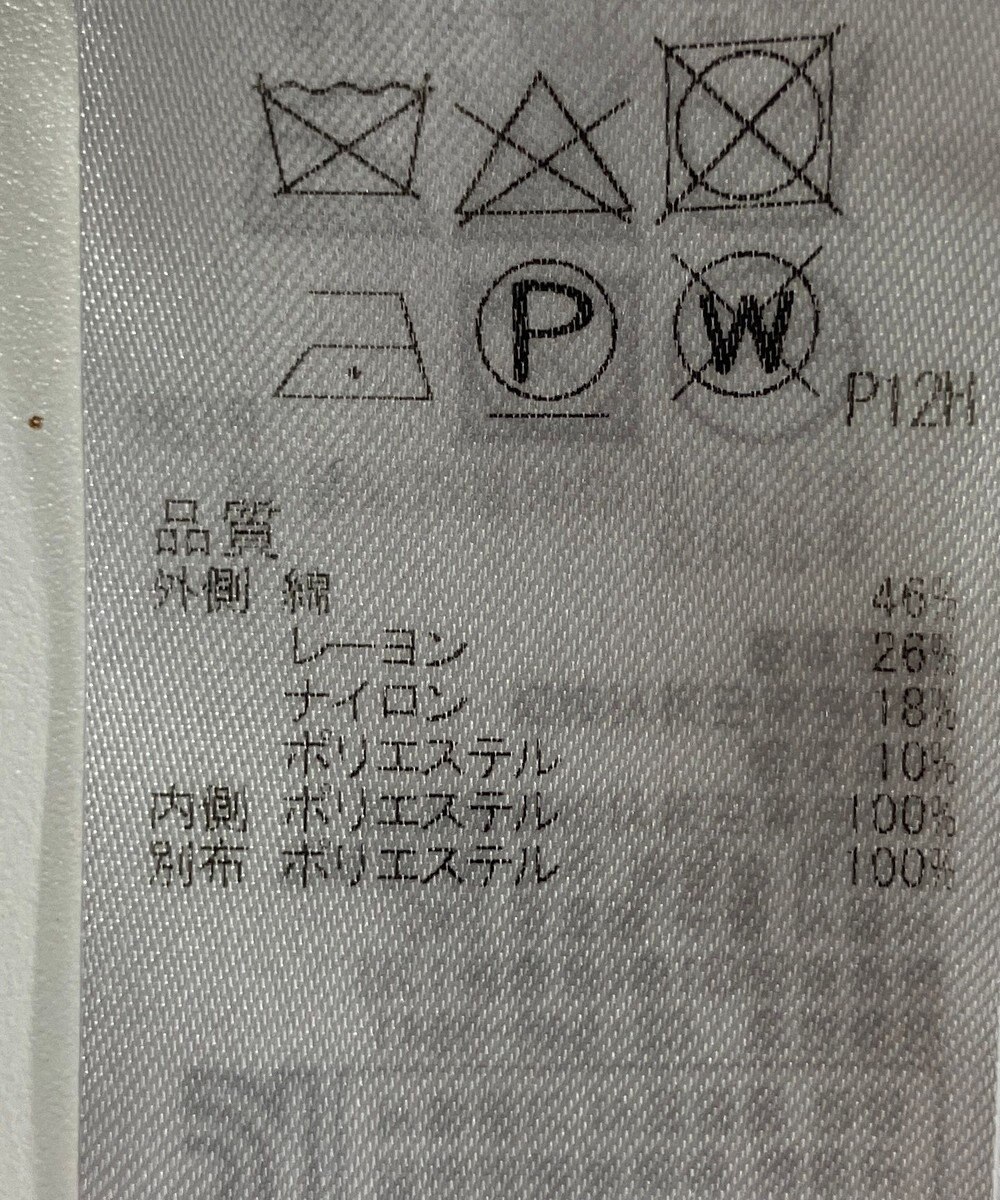 P W P12H
品質
外側 綿 46%
レーヨン 26%
ナイロン 18%
ポリエステル 10%
内側 ポリエステル 100%
別布 ポリエステル 100%